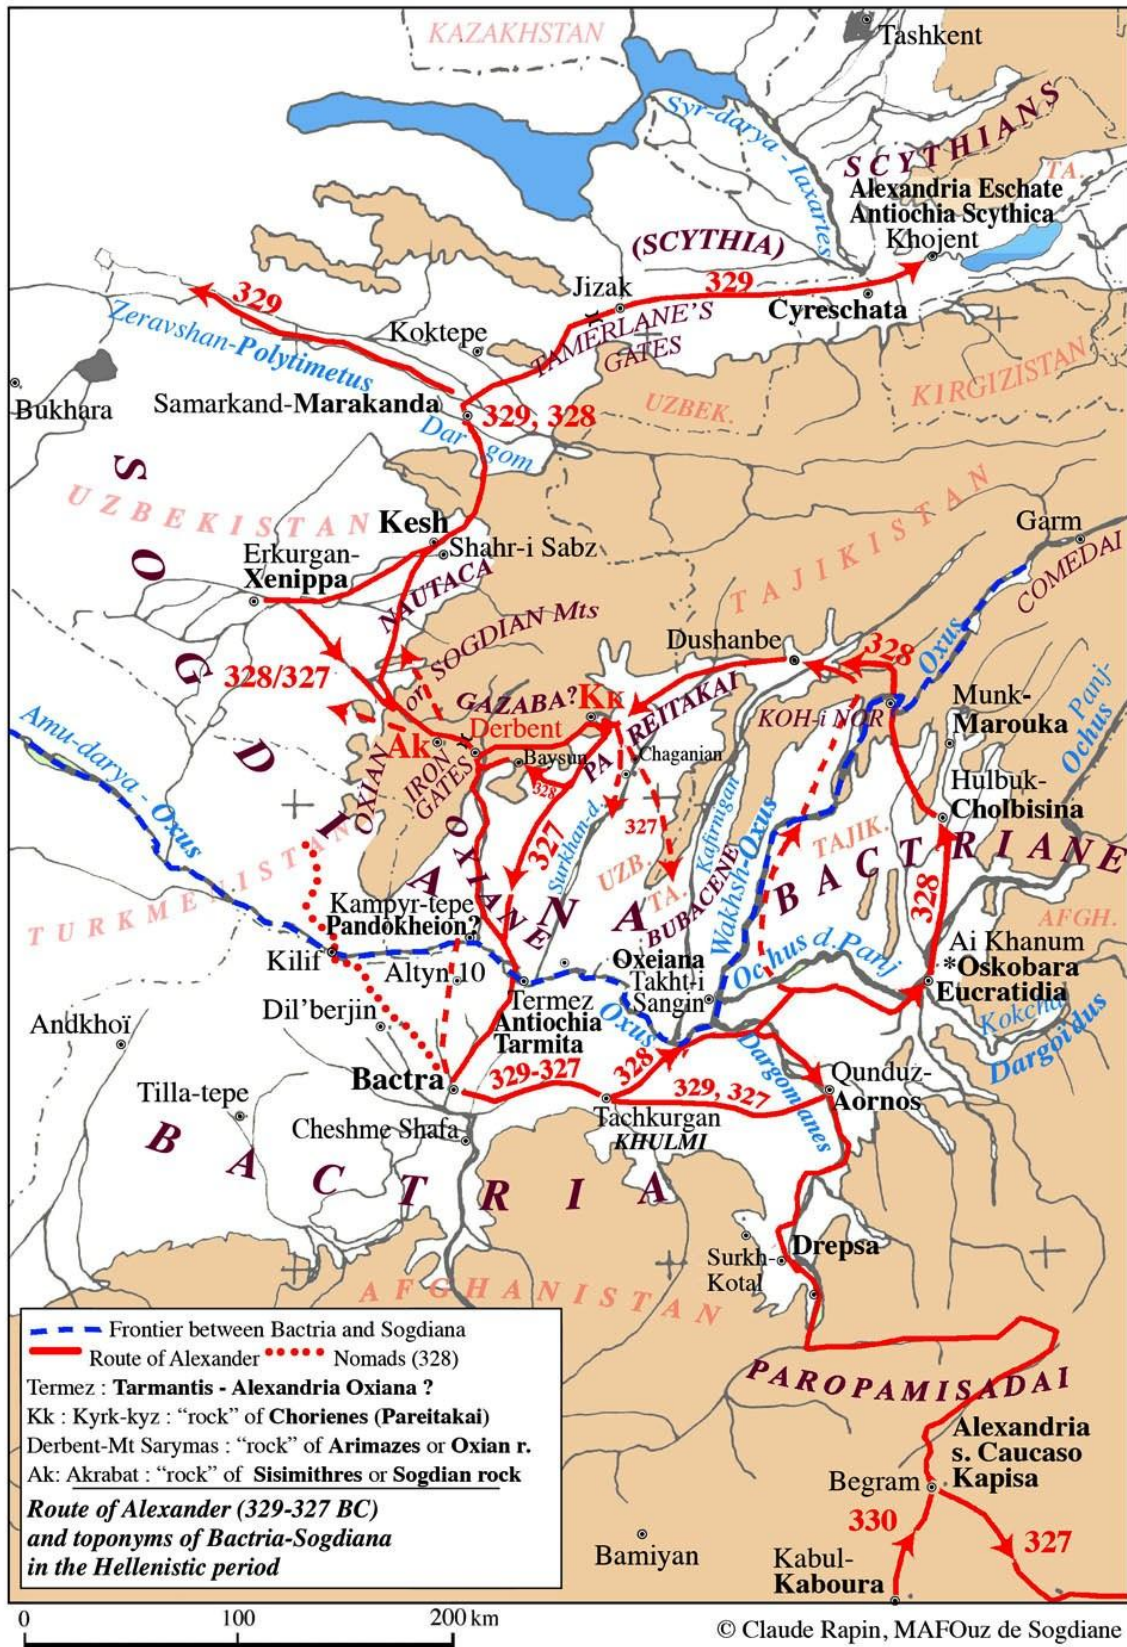 KAZAKHSTAN
Tashkent
Syr-darya - Iaxartes
SCYTHIANS
TA.
Alexandria Eschate
Antiochia Scythica
Khojent
(SCYTHIA)
Jizak
329
Cyreschata
329
TAMERLANE'S
GATES
Koktepe
Zeravshan-Polytimetus
KIRGIZISTAN
Bukhara
Samarkand-Marakanda
329, 328
UZBEK.
Dargom
SOGDIANA
UZBEKISTAN
Kesh
Shahr-i Sabz
Garm
Erkurgan-
Xenippa
NAUTACA
TAJIKISTAN
COMEDAI
SOGDIAN Mts
or
OXIAN
Dushanbe
328
Oxus
328/327
GAZABA?
Kk
PAREITAKAI
KOH-i NOR
Munk-
Marouka
Panj-
Ochus
Amu-darya - Oxus
Ak
Derbent
IRON
GATES
Baysun
328
Chaganian
Hulbuk-
Cholbisina
327
327
Surkhan-d.
Kafirnigan
Wakhsh-Oxus
TAJIK.
BACTRIANE
TURKMENISTAN
OXIANE
UZB.
TA.
BUBACENE
328
AFGH.
Kampyr-tepe
Pandokheion?
Kilif
Altyn 10
Oxeiana
Takht-i
Sangin
Ochus d.Panj
Ai Khanum
*Oskobara
Eucratidia
Kokcha
Dargoidus
Dil'berjin
Termez
Antiochia
Tarmita
Oxus
Andkhoï
Dargomanes
Bactra
329-327
328
329, 327
Qunduz-
Aornos
Tilla-tepe
Tachkurgan
KHULMI
Cheshme Shafa
BACTRIA
Surkh-
Kotal
Drepsa
AFGHANISTAN
PAROPAMISADAI
Alexandria
s. Caucaso
Kapisa
Begram
330
327
Bamiyan
Kabul-
Kaboura
Frontier between Bactria and Sogdiana
Route of Alexander Nomads (328)
Termez : Tarmantis - Alexandria Oxiana ?
Kk : Kyrk-kyz : “rock” of Chorienes (Pareitakai)
Derbent-Mt Sarymas : “rock” of Arimazes or Oxian r.
Ak: Akrabat : “rock” of Sisimithres or Sogdian rock
Route of Alexander (329-327 BC)
and toponyms of Bactria-Sogdiana
in the Hellenistic period
0 100 200 km
© Claude Rapin, MAFOuz de Sogdiane